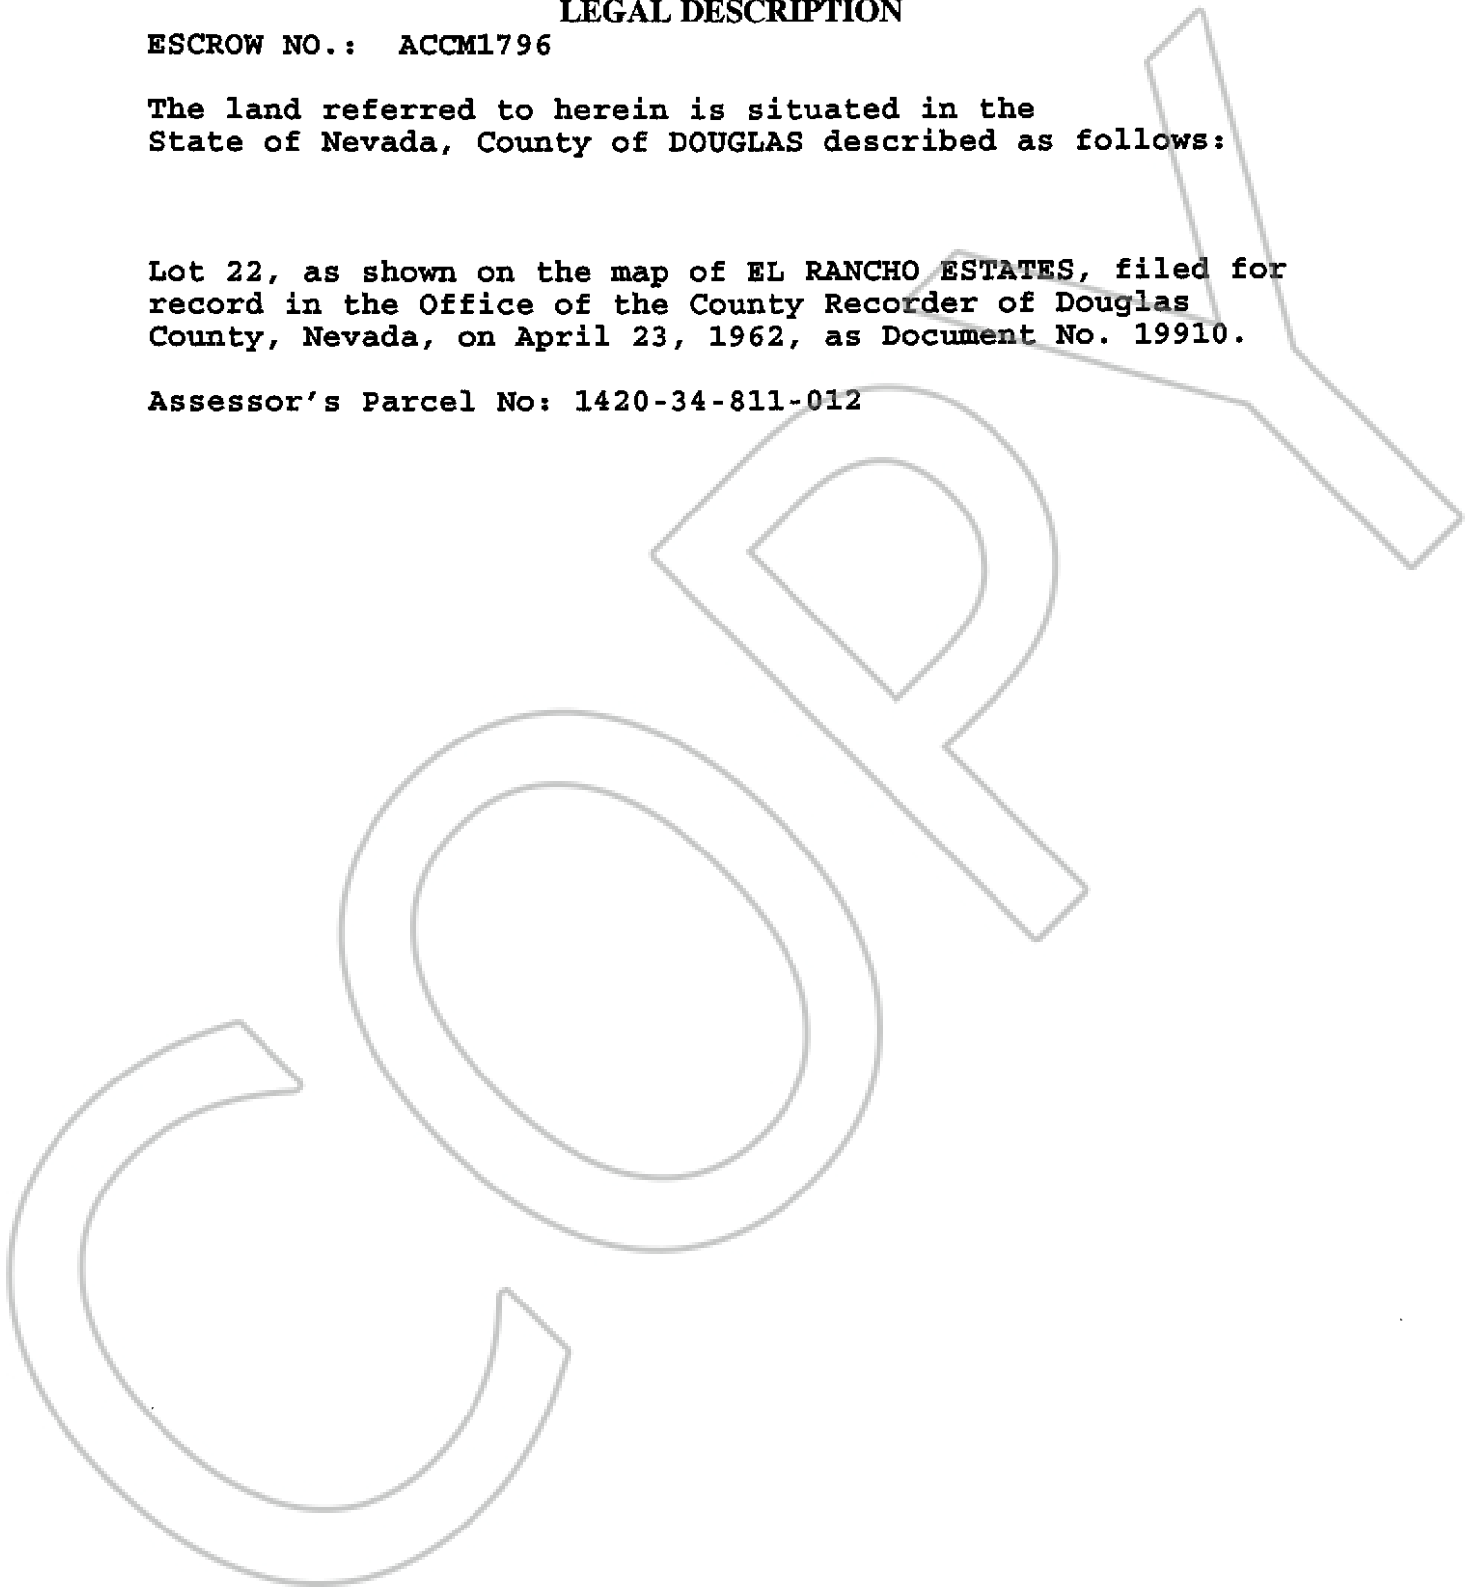 LEGAL DESCRIPTION
ESCROW NO.: ACCM1796
The land referred to herein is situated in the
State of Nevada, County of DOUGLAS described as follows:
Lot 22, as shown on the map of EL RANCHO ESTATES, filed for
record in the Office of the County Recorder of Douglas
County, Nevada, on April 23, 1962, as Document No. 19910.
Assessor's Parcel No: 1420-34-811-012
COPY